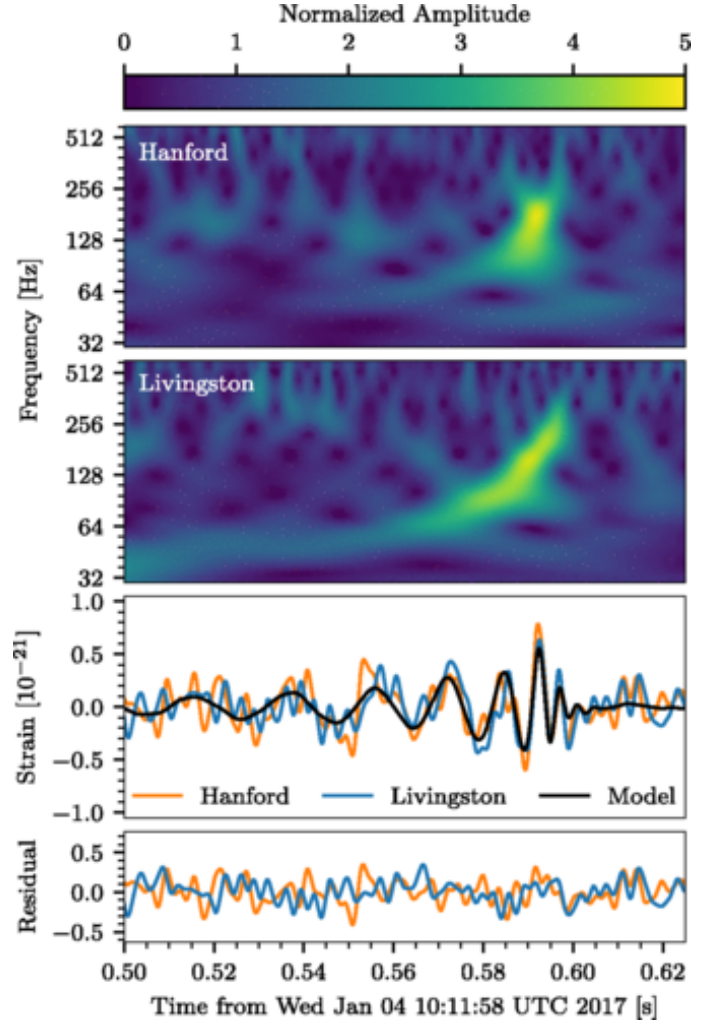 Normalized Amplitude
0 1 2 3 4 5
Hanford
512
256
128
64
32
Frequency [Hz]
Livingston
512
256
128
64
32
1.0
0.5
0.0
−0.5
−1.0
Strain [10−21]
Hanford Livingston Model
0.5
0.0
−0.5
Residual
0.50 0.52 0.54 0.56 0.58 0.60 0.62
Time from Wed Jan 04 10:11:58 UTC 2017 [s]